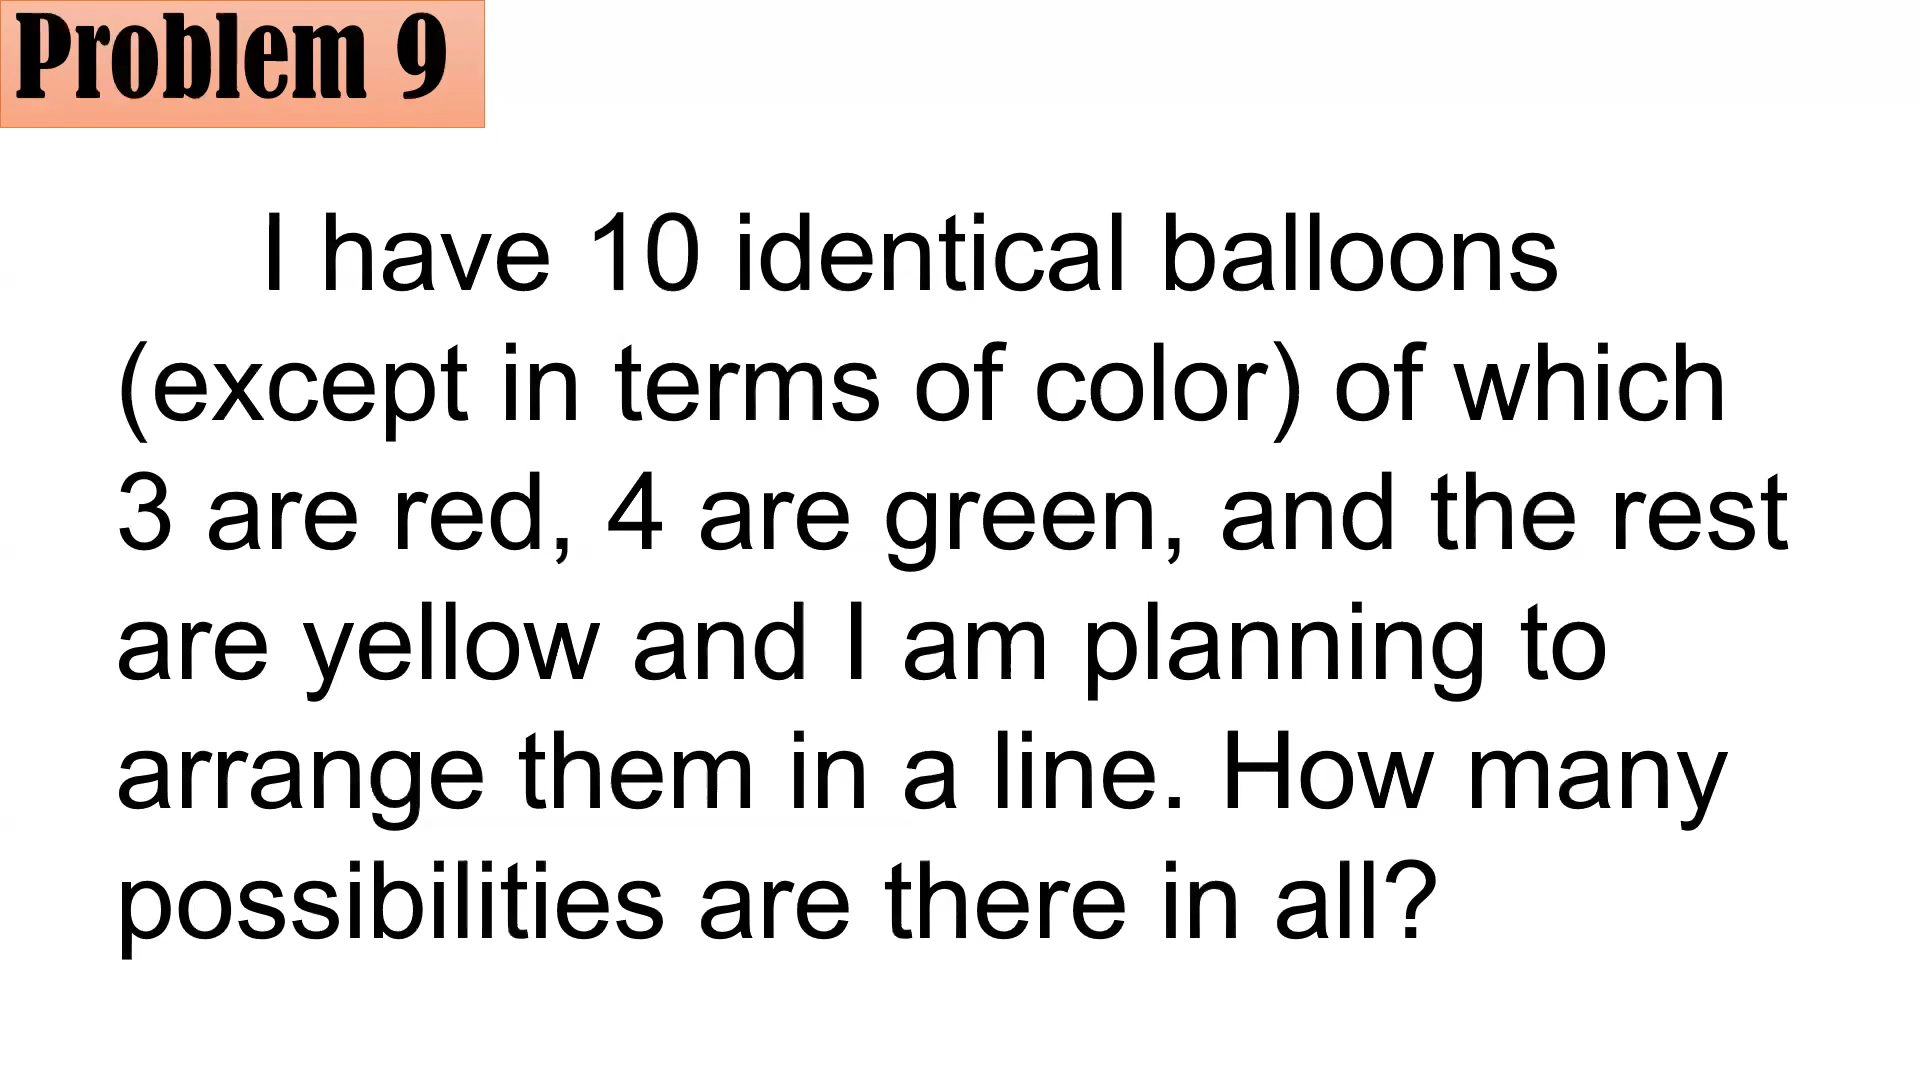 Problem 9
I have 10 identical balloons
(except in terms of color) of which
3 are red, 4 are green, and the rest
are yellow and I am planning to
arrange them in a line. How many
possibilities are there in all?